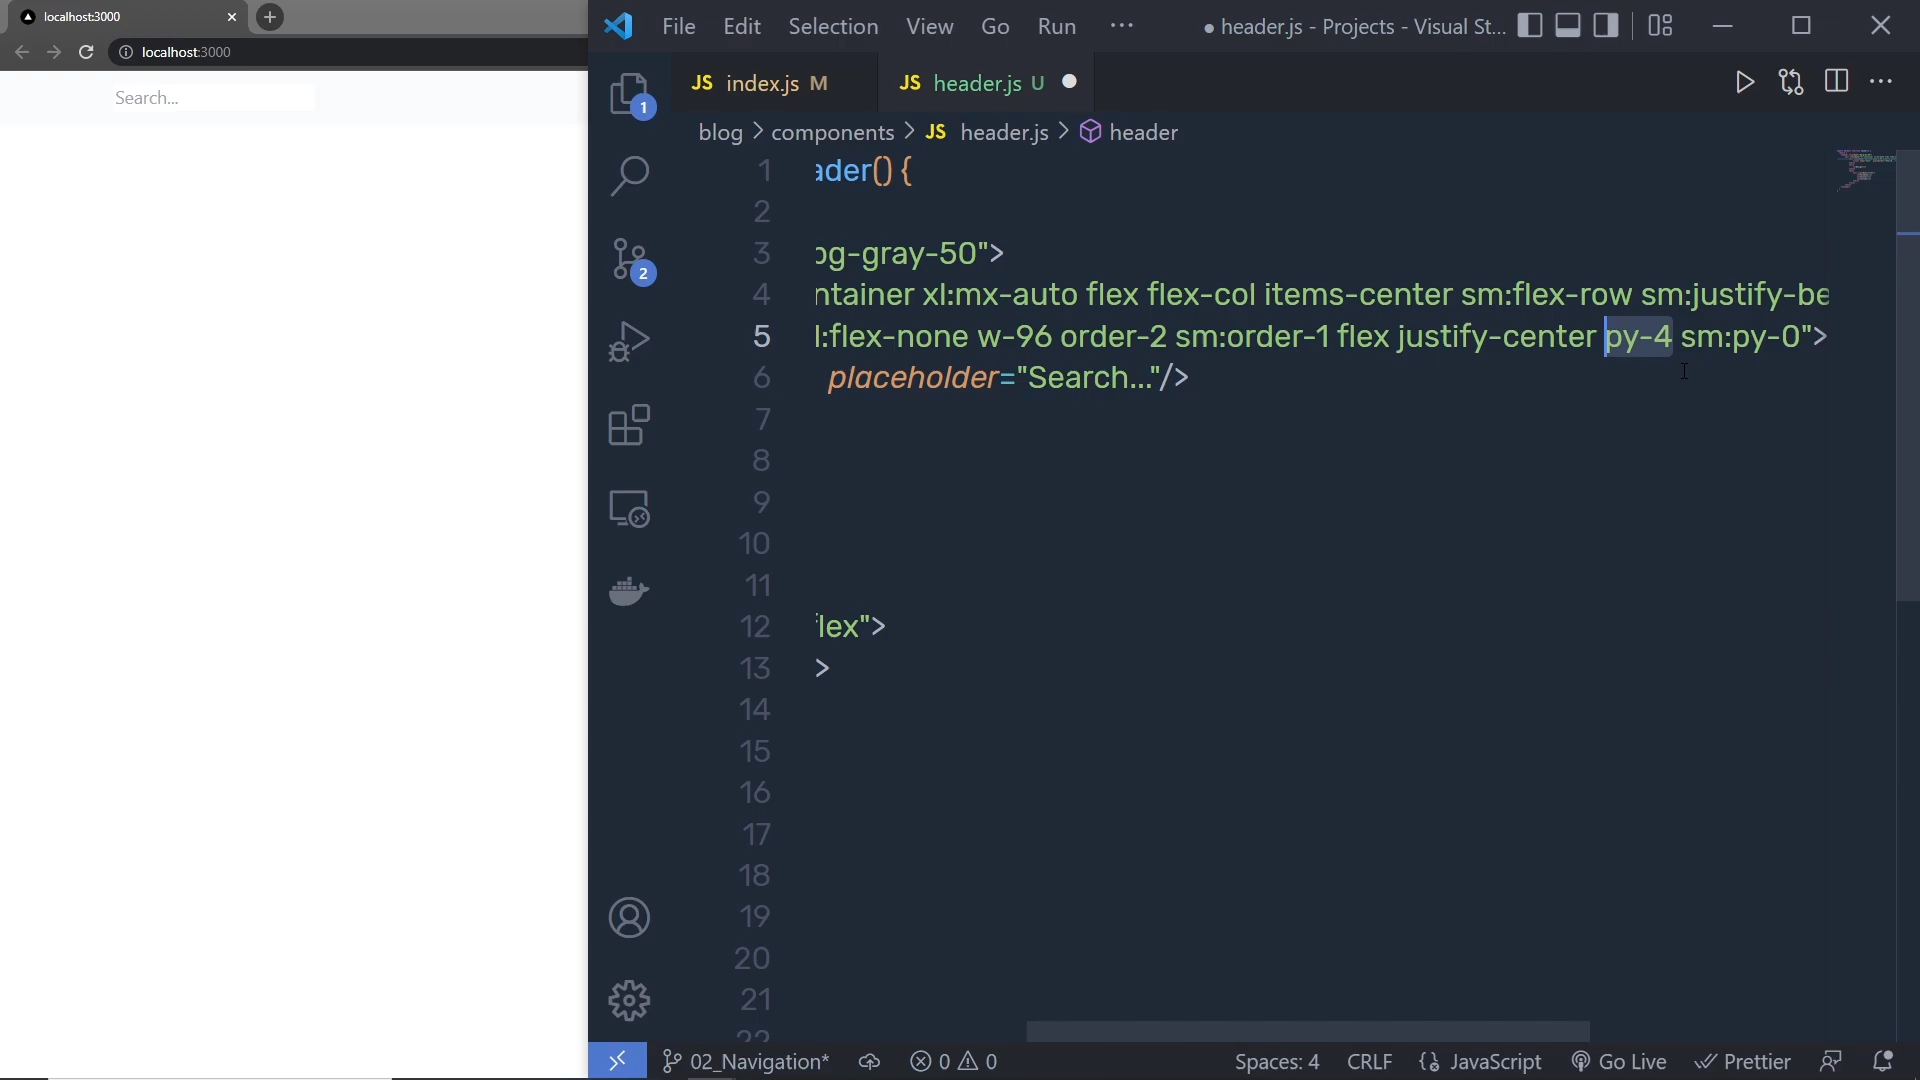 localhost:3000
localhost:3000
Search...
File Edit Selection View Go Run ···
● header.js - Projects - Visual St...
JS index.js M
JS header.js U
blog > components > JS header.js > header
1 ader() {
2
3 bg-gray-50">
4 ntainer xl:mx-auto flex flex-col items-center sm:flex-row sm:justify-be
5 l:flex-none w-96 order-2 sm:order-1 flex justify-center py-4 sm:py-0">
6 placeholder="Search..."/>
7
8
9
10
11
12 flex">
13 >
14
15
16
17
18
19
20
21
22
1
2
02_Navigation* 0 0 Spaces: 4 CRLF {} JavaScript Go Live Prettier